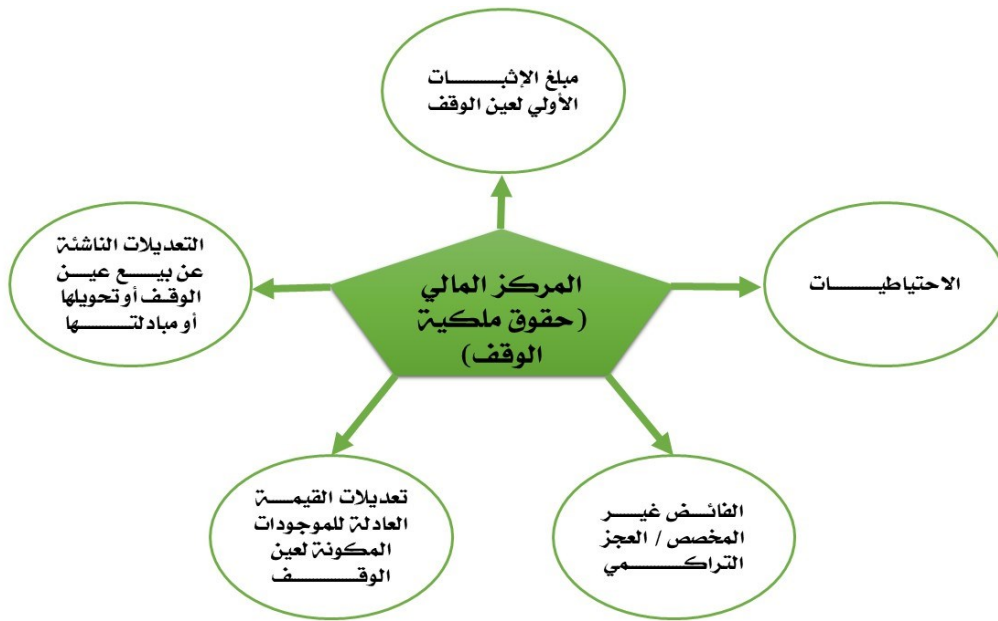 مبلغ الإثبات
الأولي لعين الوقف
التعديلات الناشئة
عن بيع عين
الوقف أو تحويلها
أو مبادلتها
المركز المالي
(حقوق ملكية
الوقف)
الاحتياطيات
تعديلات القيمة
العادلة للموجودات
المكونة لعين
الوقف
الفائض غير
المخصص / العجز
التراكمي